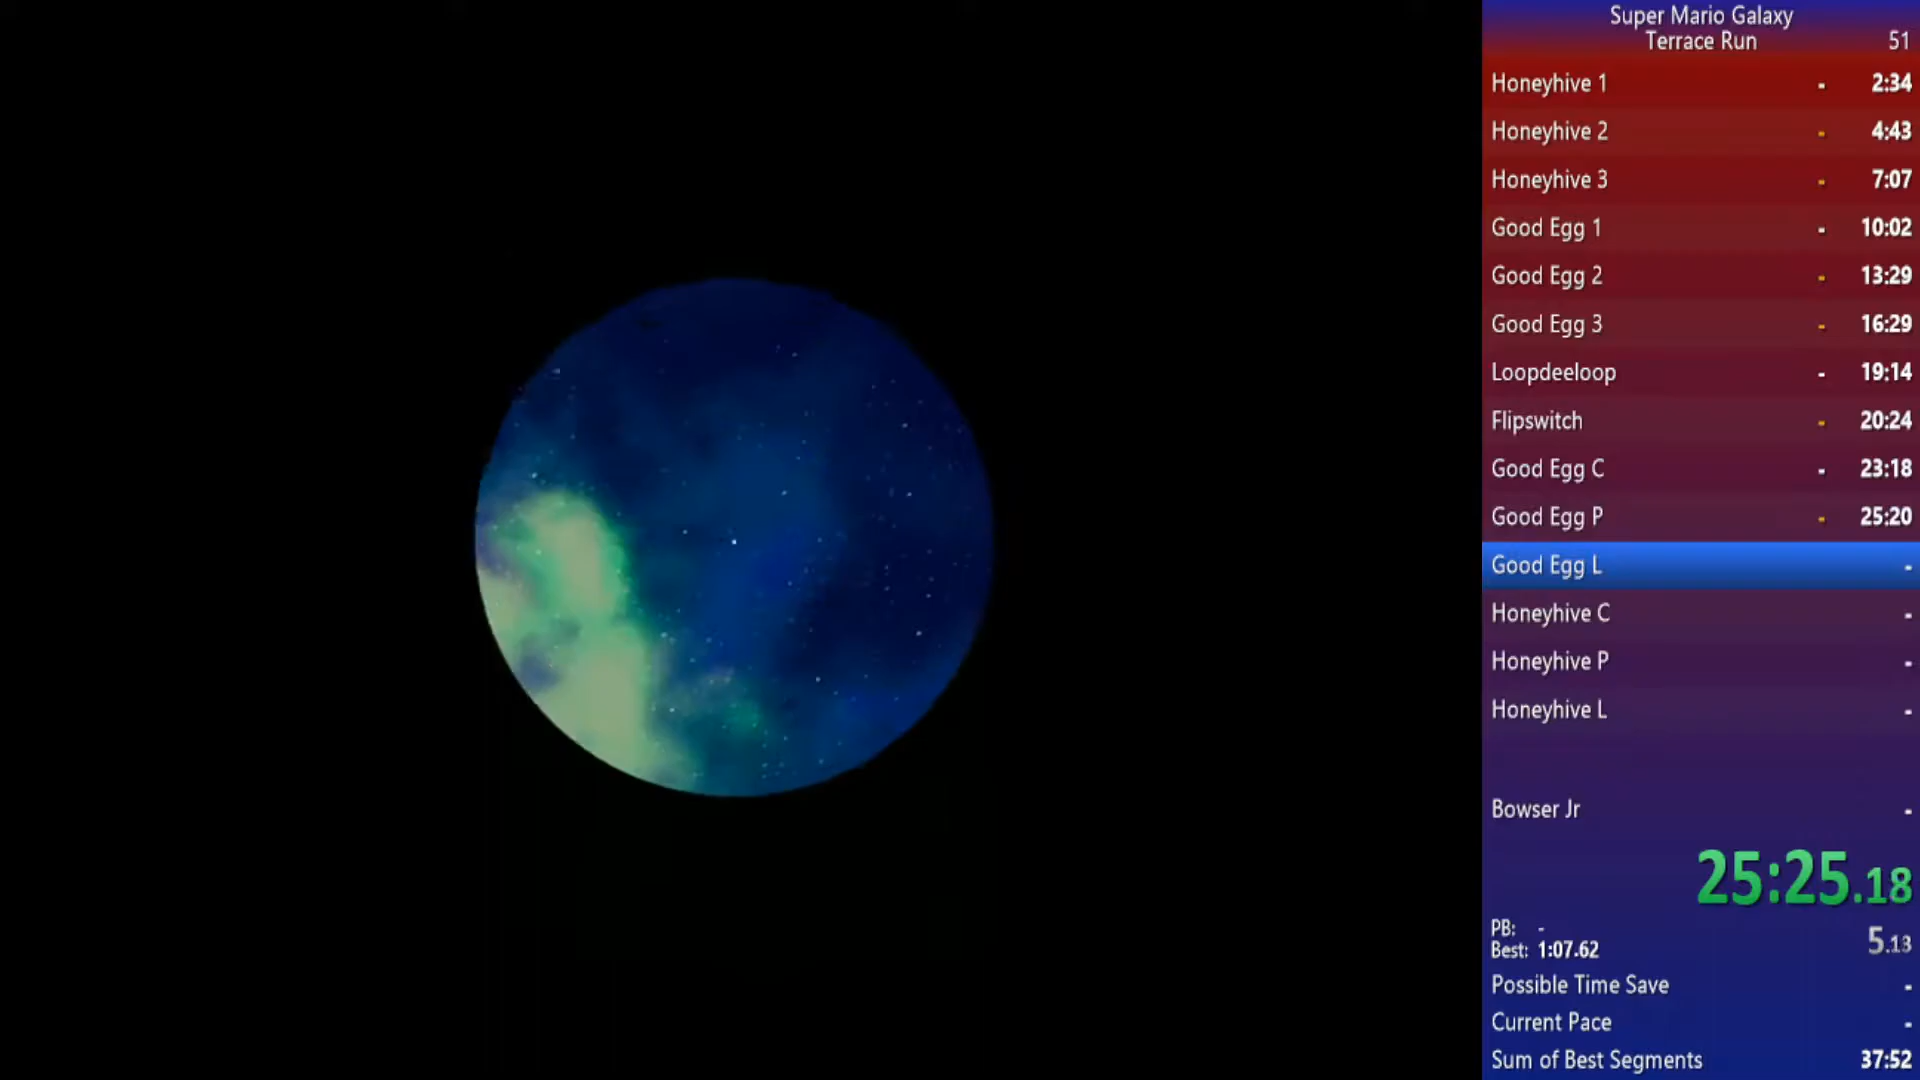 Super Mario Galaxy
Terrace Run 51
Honeyhive 1 - 2:34
Honeyhive 2 - 4:43
Honeyhive 3 - 7:07
Good Egg 1 - 10:02
Good Egg 2 - 13:29
Good Egg 3 - 16:29
Loopdeeloop - 19:14
Flipswitch - 20:24
Good Egg C - 23:18
Good Egg P - 25:20
Good Egg L -
Honeyhive C -
Honeyhive P -
Honeyhive L -
Bowser Jr -
25:25.18
PB: -
Best: 1:07.62 5.13
Possible Time Save -
Current Pace -
Sum of Best Segments 37:52